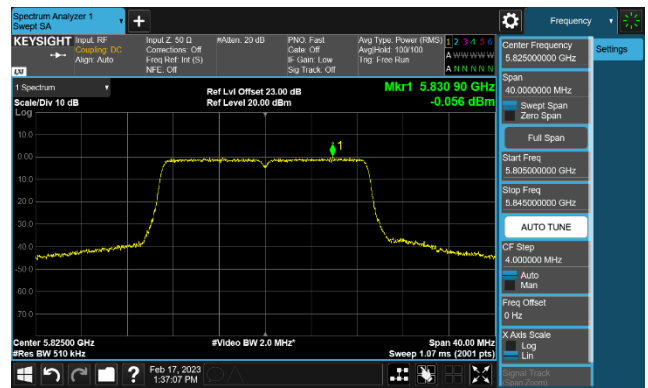 Spectrum Analyzer 1
Swept SA
Frequency
KEYSIGHT
Input: RF
Coupling: DC
Align: Auto
Input Z: 50 Ω
Corrections: Off
Freq Ref: Int (S)
NFE: Off
#Atten: 20 dB
PNO: Fast
Gate: Off
IF Gain: Low
Sig Track: Off
Avg Type: Power (RMS)
Avg|Hold: 100/100
Trig: Free Run
1 2 3 4 5 6
A W W W W W
A N N N N N
LXI
1 Spectrum
Scale/Div 10 dB
Log
Ref Lvl Offset 23.00 dB
Ref Level 20.00 dBm
Mkr1 5.830 90 GHz
-0.056 dBm
1
10.0
0.00
10.0
20.0
30.0
40.0
-50.0
60.0
70.0
Center 5.82500 GHz
#Res BW 510 kHz
#Video BW 2.0 MHz*
Span 40.00 MHz
Sweep 1.07 ms (2001 pts)
Center Frequency
5.825000000 GHz
Settings
Span
40.0000000 MHz
Swept Span
Zero Span
Full Span
Start Freq
5.805000000 GHz
Stop Freq
5.845000000 GHz
AUTO TUNE
CF Step
4.000000 MHz
Auto
Man
Freq Offset
0 Hz
X Axis Scale
Log
Lin
Signal Track
(Span Zoom)
?
Feb 17, 2023
1:37:07 PM